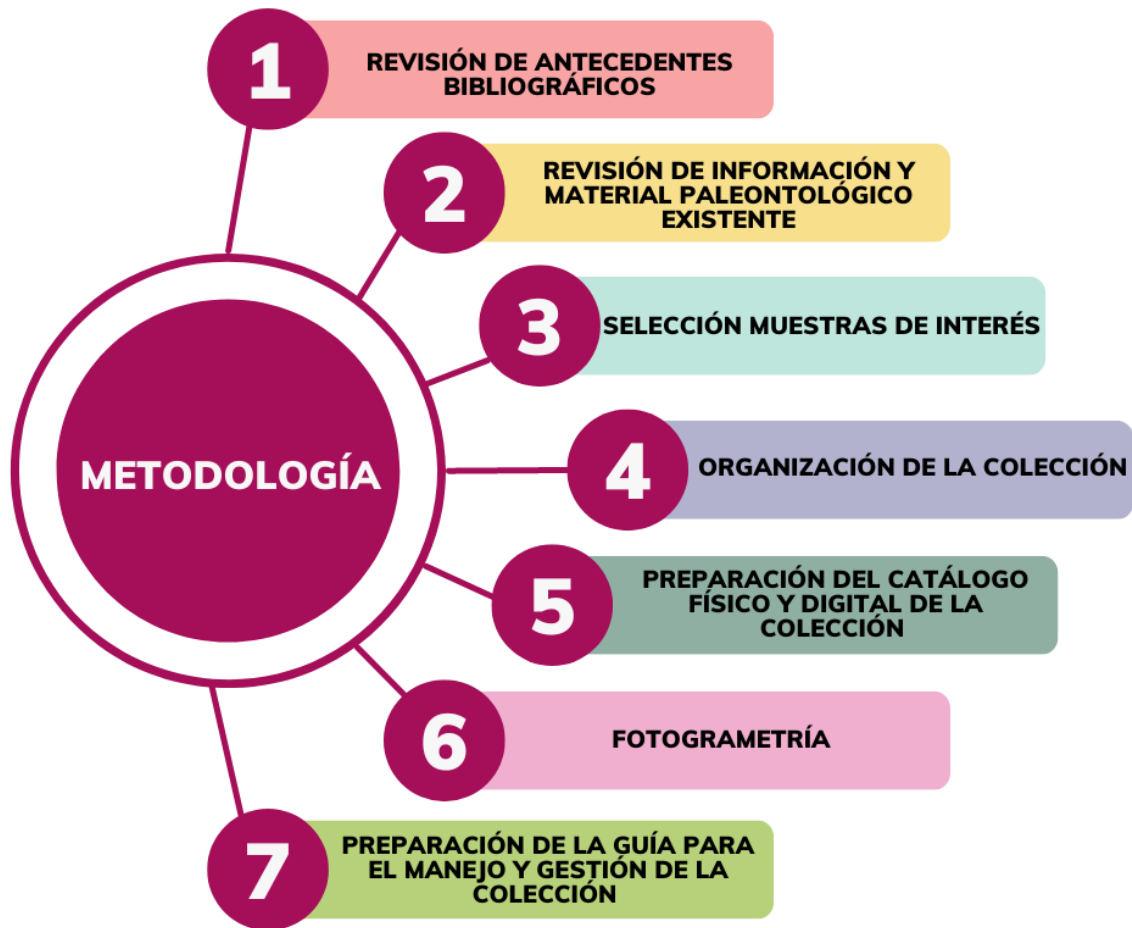 1
REVISIÓN DE ANTECEDENTES
BIBLIOGRÁFICOS
2
REVISIÓN DE INFORMACIÓN Y
MATERIAL PALEONTOLÓGICO
EXISTENTE
3
SELECCIÓN MUESTRAS DE INTERÉS
METODOLOGÍA
4
ORGANIZACIÓN DE LA COLECCIÓN
5
PREPARACIÓN DEL CATÁLOGO
FÍSICO Y DIGITAL DE LA
COLECCIÓN
6
FOTOGRAMETRÍA
7
PREPARACIÓN DE LA GUÍA PARA
EL MANEJO Y GESTIÓN DE LA
COLECCIÓN